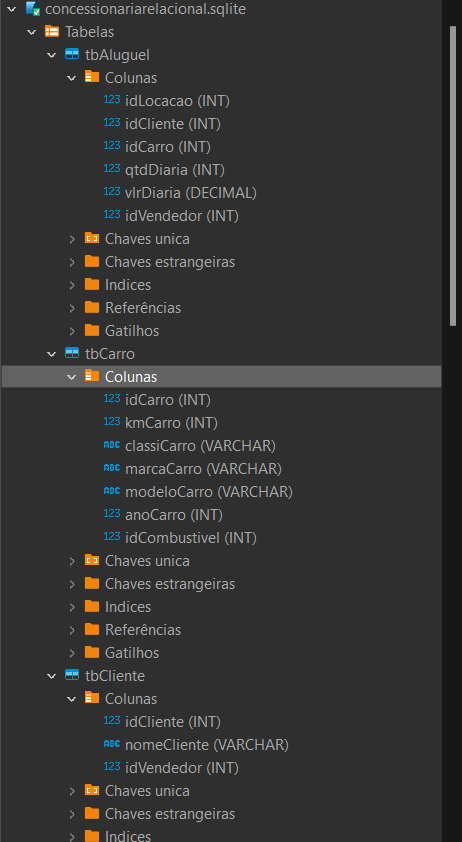 concessionariarelacional.sqlite
Tabelas
tbAluguel
Colunas
123 idLocacao (INT)
123 idCliente (INT)
123 idCarro (INT)
123 qtdDiaria (INT)
123 vlrDiaria (DECIMAL)
123 idVendedor (INT)
Chaves unica
Chaves estrangeiras
Indices
Referências
Gatilhos
tbCarro
Colunas
123 idCarro (INT)
123 kmCarro (INT)
ABC classiCarro (VARCHAR)
ABC marcaCarro (VARCHAR)
ABC modeloCarro (VARCHAR)
123 anoCarro (INT)
123 idCombustivel (INT)
Chaves unica
Chaves estrangeiras
Indices
Referências
Gatilhos
tbCliente
Colunas
123 idCliente (INT)
ABC nomeCliente (VARCHAR)
123 idVendedor (INT)
Chaves unica
Chaves estrangeiras
Indices